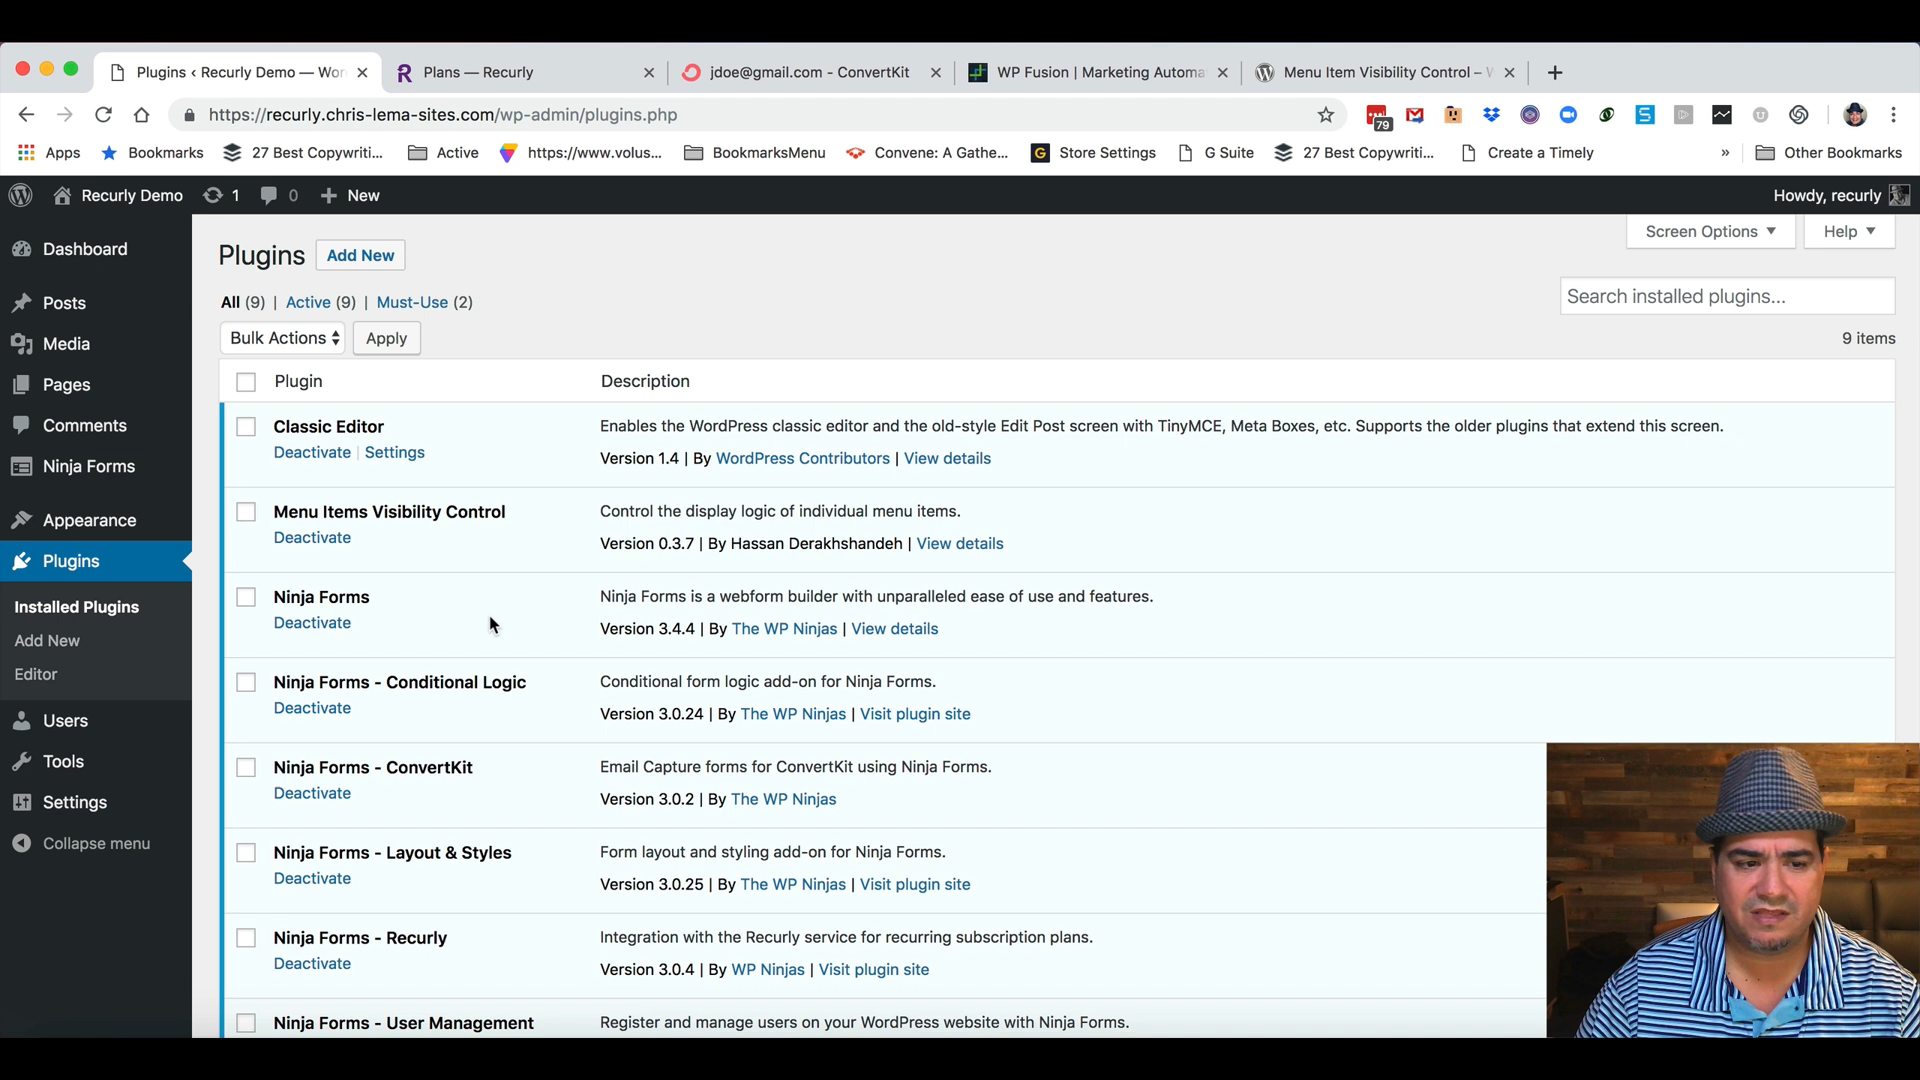 Plugins < Recurly Demo — Wor
Plans — Recurly
jdoe@gmail.com - ConvertKit
WP Fusion | Marketing Automa
Menu Item Visibility Control – W
https://recurly.chris-lema-sites.com/wp-admin/plugins.php
79
Apps
Bookmarks
27 Best Copywriti...
Active
https://www.volus...
BookmarksMenu
Convene: A Gathe...
G
Store Settings
G Suite
27 Best Copywriti...
Create a Timely
»
Other Bookmarks
Recurly Demo
1
0
+ New
Howdy, recurly
Dashboard
Posts
Media
Pages
Comments
Ninja Forms
Appearance
Plugins
Installed Plugins
Add New
Editor
Users
Tools
Settings
Collapse menu
Screen Options
Help
Plugins
Add New
All (9) | Active (9) | Must-Use (2)
Search installed plugins...
Bulk Actions
Apply
9 items
Plugin
Description
Classic Editor
Deactivate | Settings
Enables the WordPress classic editor and the old-style Edit Post screen with TinyMCE, Meta Boxes, etc. Supports the older plugins that extend this screen.
Version 1.4 | By WordPress Contributors | View details
Menu Items Visibility Control
Deactivate
Control the display logic of individual menu items.
Version 0.3.7 | By Hassan Derakhshandeh | View details
Ninja Forms
Deactivate
Ninja Forms is a webform builder with unparalleled ease of use and features.
Version 3.4.4 | By The WP Ninjas | View details
Ninja Forms - Conditional Logic
Deactivate
Conditional form logic add-on for Ninja Forms.
Version 3.0.24 | By The WP Ninjas | Visit plugin site
Ninja Forms - ConvertKit
Deactivate
Email Capture forms for ConvertKit using Ninja Forms.
Version 3.0.2 | By The WP Ninjas
Ninja Forms - Layout & Styles
Deactivate
Form layout and styling add-on for Ninja Forms.
Version 3.0.25 | By The WP Ninjas | Visit plugin site
Ninja Forms - Recurly
Deactivate
Integration with the Recurly service for recurring subscription plans.
Version 3.0.4 | By WP Ninjas | Visit plugin site
Ninja Forms - User Management
Register and manage users on your WordPress website with Ninja Forms.